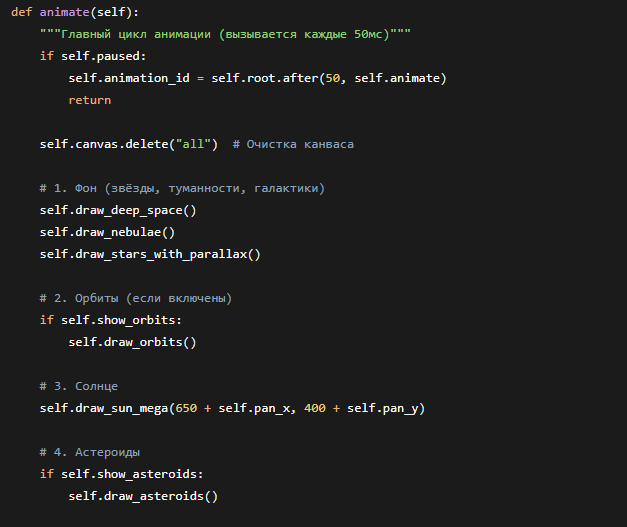 def animate(self):
    """Главный цикл анимации (вызывается каждые 50мс)"""
    if self.paused:
        self.animation_id = self.root.after(50, self.animate)
        return
    self.canvas.delete("all")  # Очистка канваса
    # 1. Фон (звёзды, туманности, галактики)
    self.draw_deep_space()
    self.draw_nebulae()
    self.draw_stars_with_parallax()
    # 2. Орбиты (если включены)
    if self.show_orbits:
        self.draw_orbits()
    # 3. Солнце
    self.draw_sun_mega(650 + self.pan_x, 400 + self.pan_y)
    # 4. Астероиды
    if self.show_asteroids:
        self.draw_asteroids()